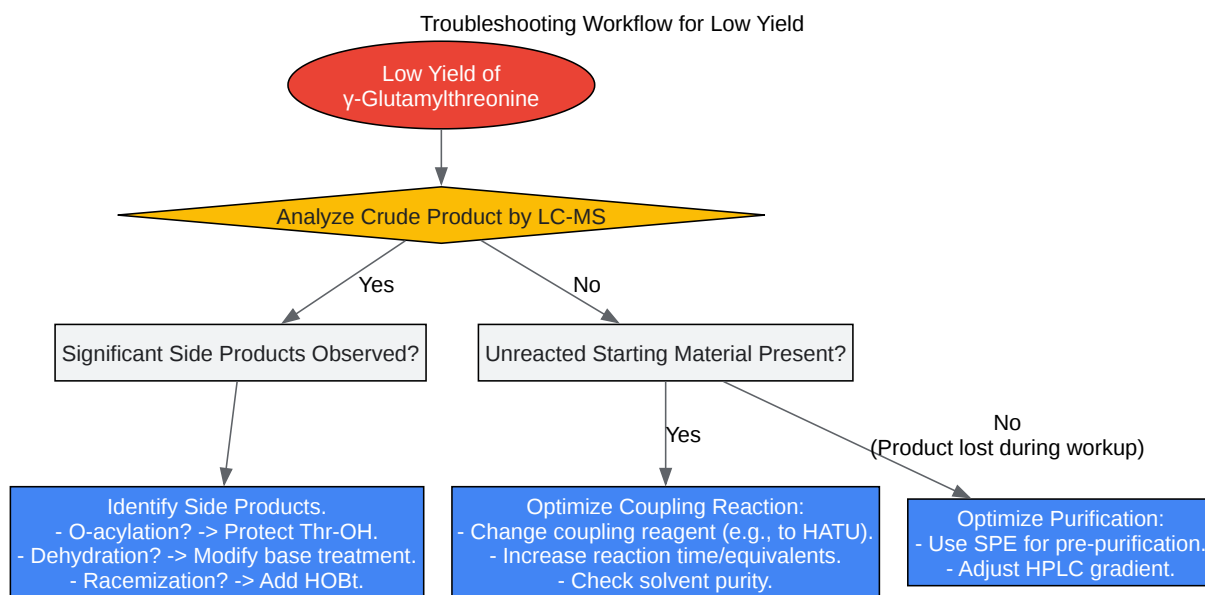 Troubleshooting Workflow for Low Yield
Low Yield of
γ-Glutamylthreonine
Analyze Crude Product by LC-MS
Yes
No
Significant Side Products Observed?
Unreacted Starting Material Present?
Yes
No
(Product lost during workup)
Identify Side Products.
- O-acylation? -> Protect Thr-OH.
- Dehydration? -> Modify base treatment.
- Racemization? -> Add HOBt.
Optimize Coupling Reaction:
- Change coupling reagent (e.g., to HATU).
- Increase reaction time/equivalents.
- Check solvent purity.
Optimize Purification:
- Use SPE for pre-purification.
- Adjust HPLC gradient.